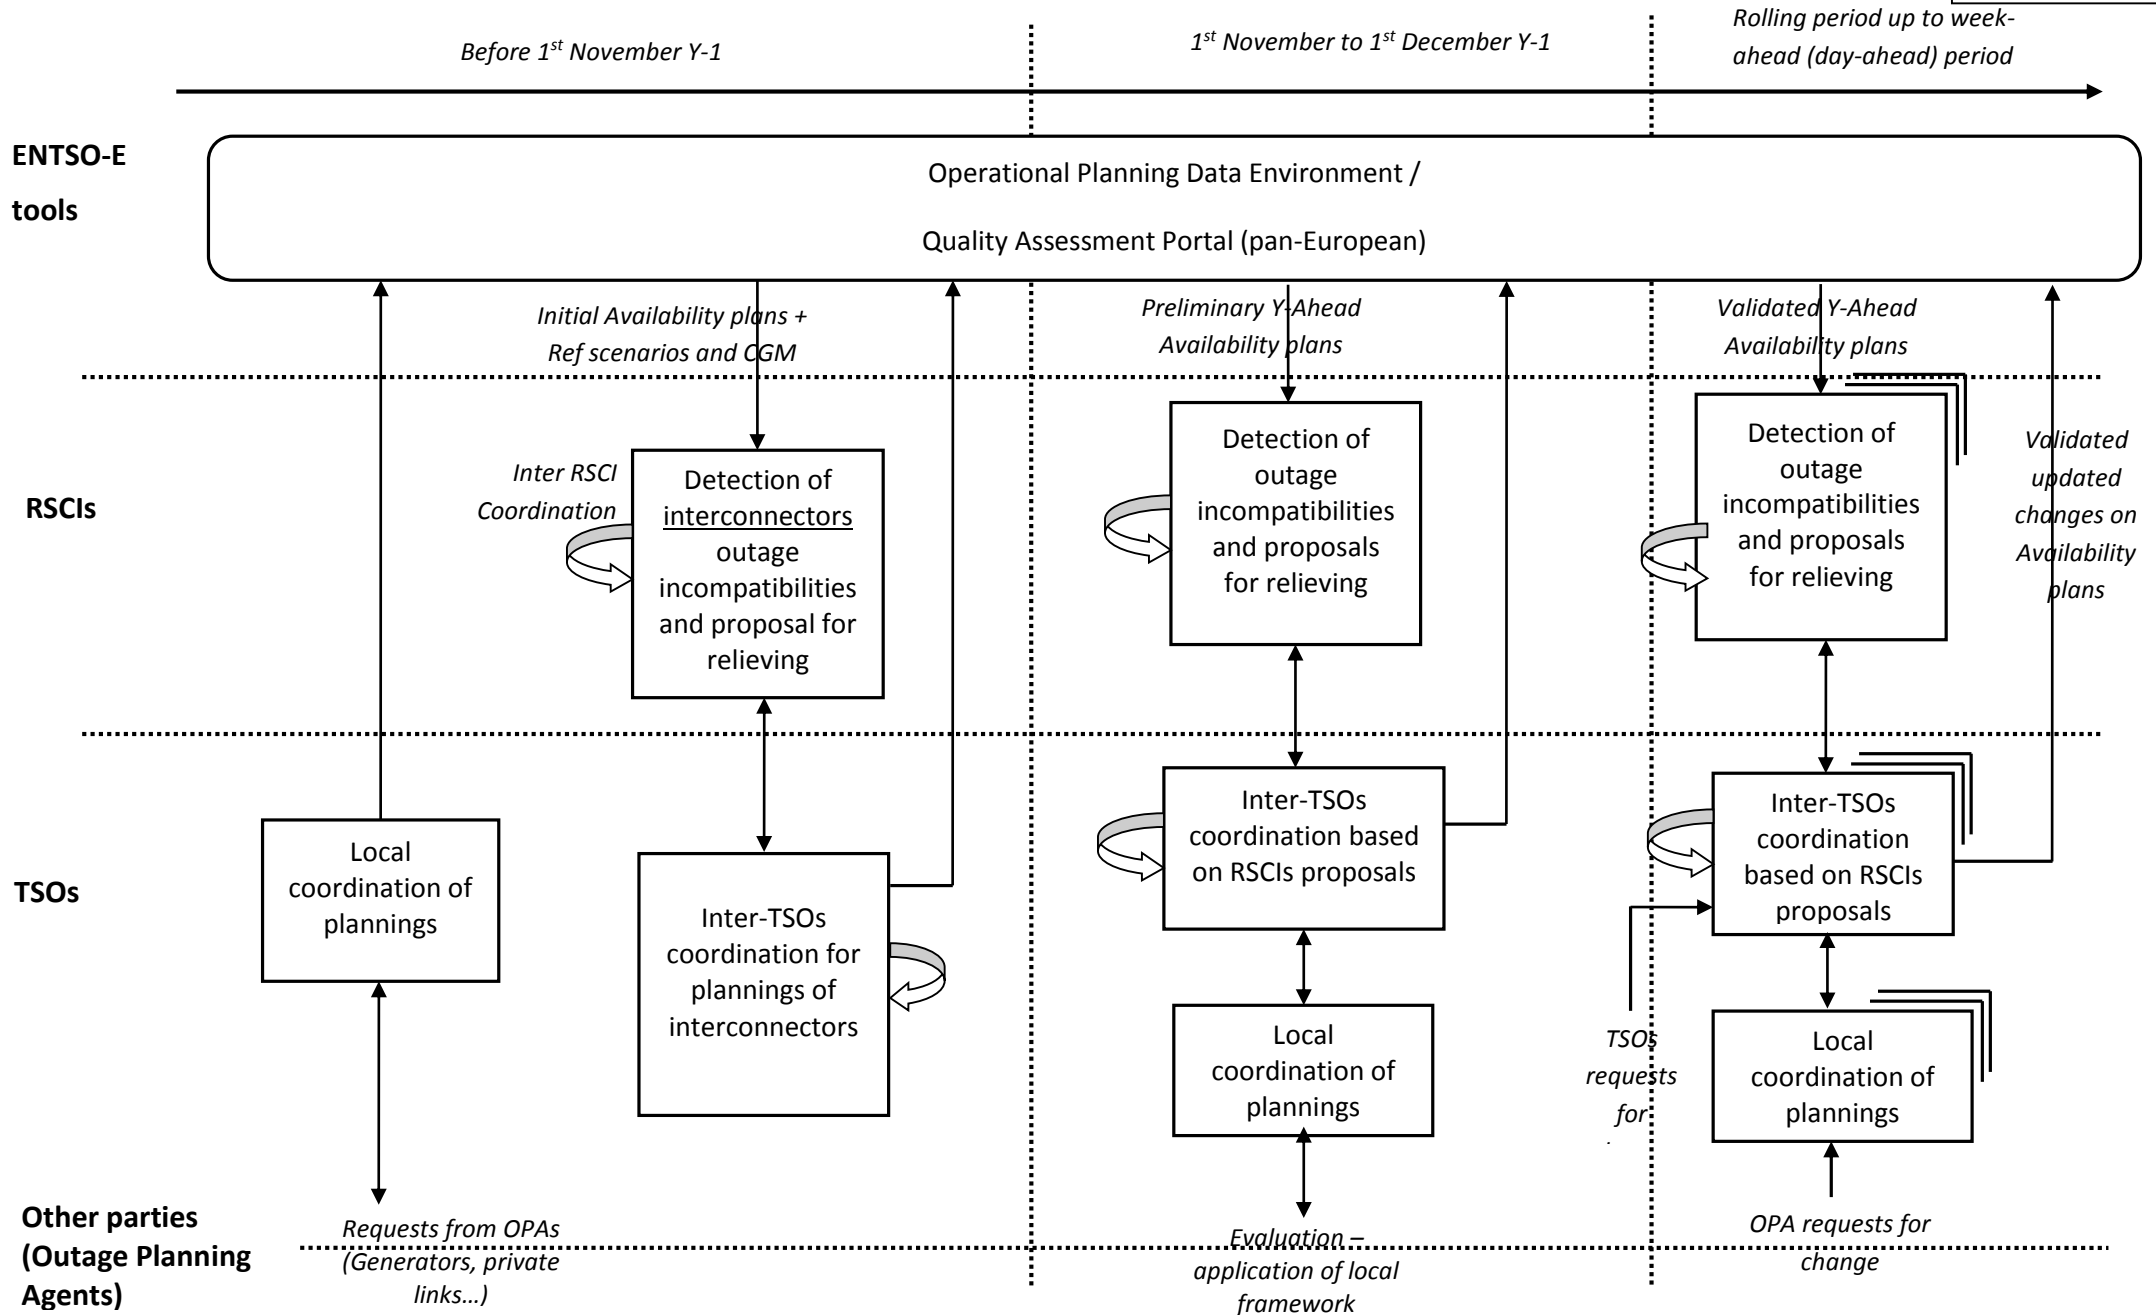 Before 1st November Y-1
1st November to 1st December Y-1
Rolling period up to week-
ahead (day-ahead) period
ENTSO-E
tools
Operational Planning Data Environment /
Quality Assessment Portal (pan-European)
Initial Availability plans +
Ref scenarios and CGM
Preliminary Y-Ahead
Availability plans
Validated Y-Ahead
Availability plans
RSCIs
Inter RSCI
Coordination
Detection of
interconnectors
outage
incompatibilities
and proposal for
relieving
Detection of
outage
incompatibilities
and proposals
for relieving
Detection of
outage
incompatibilities
and proposals
for relieving
Validated
updated
changes on
Availability
plans
TSOs
Local
coordination of
plannings
Inter-TSOs
coordination for
plannings of
interconnectors
Inter-TSOs
coordination based
on RSCIs proposals
Local
coordination of
plannings
Inter-TSOs
coordination
based on RSCIs
proposals
TSOs
requests
for
Local
coordination of
plannings
Other parties
(Outage Planning
Agents)
Requests from OPAs
(Generators, private
links...)
Evaluation –
application of local
framework
OPA requests for
change